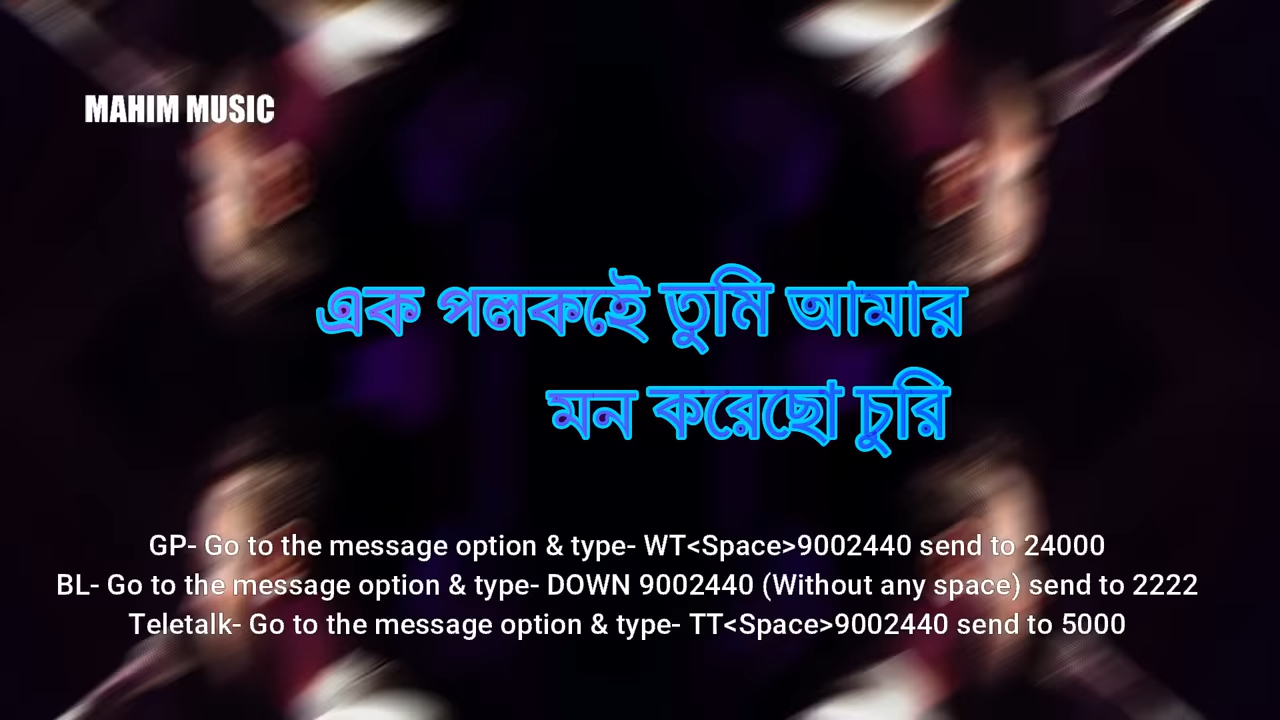 MAHIM MUSIC
এক পলকহেঁ তুমি আমার
মন করেছো চুরি
GP- Go to the message option & type- WT<Space>9002440 send to 24000
BL- Go to the message option & type- DOWN 9002440 (Without any space) send to 2222
Teletalk- Go to the message option & type- TT<Space>9002440 send to 5000